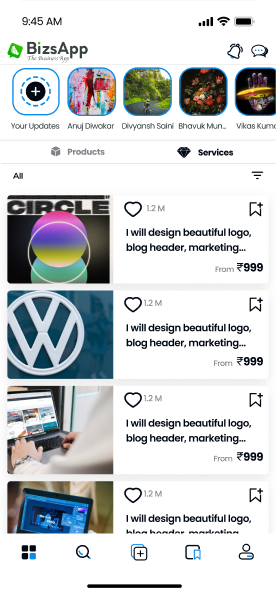 9:45 AM
BizsApp
The Business App
Your Updates
Anuj Diwakar
Divyansh Saini
Bhavuk Mun...
Vikas Kuma
Products
Services
All
CIRCLE
1.2 M
I will design beautiful logo,
blog header, marketing...
From ₹999
1.2 M
I will design beautiful logo,
blog header, marketing...
From ₹999
1.2 M
I will design beautiful logo,
blog header, marketing...
From ₹999
1.2 M
I will design beautiful logo,
blog header, marketing...